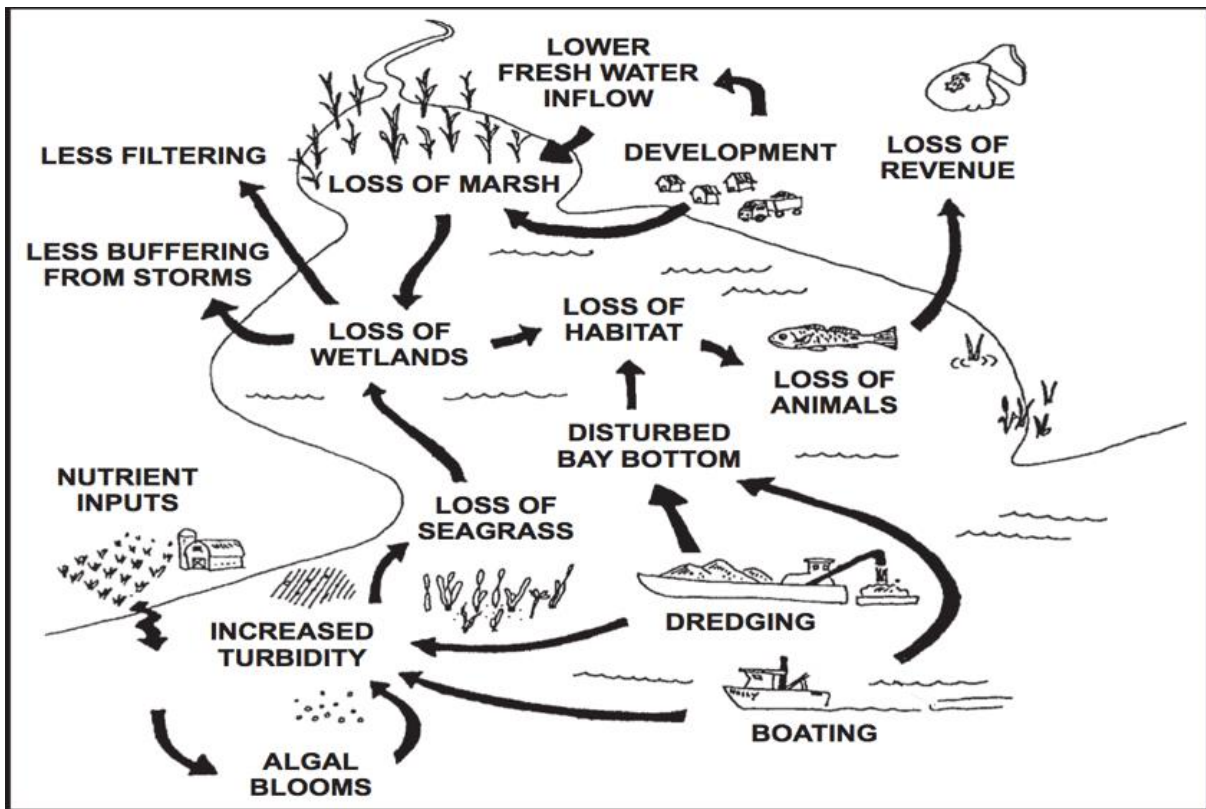 LOWER
FRESH WATER
INFLOW
LESS FILTERING
DEVELOPMENT
LOSS OF
REVENUE
LOSS OF MARSH
LESS BUFFERING
FROM STORMS
LOSS OF
HABITAT
LOSS OF
WETLANDS
LOSS OF
ANIMALS
DISTURBED
BAY BOTTOM
NUTRIENT
INPUTS
LOSS OF
SEAGRASS
INCREASED
TURBIDITY
DREDGING
BOATING
ALGAL
BLOOMS